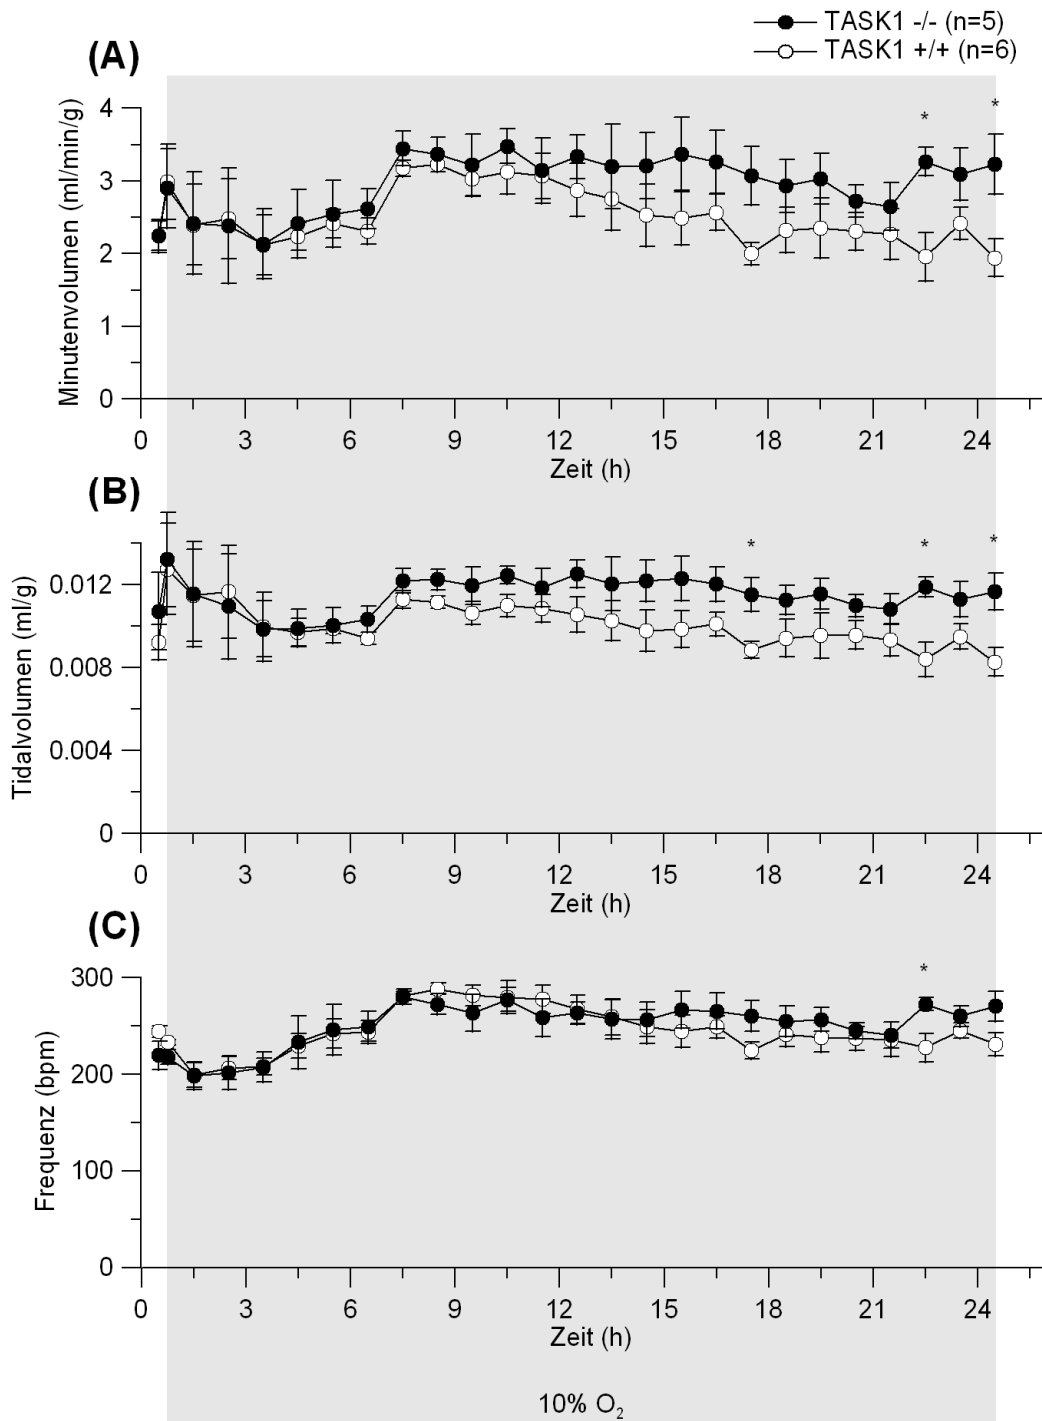 TASK1 -/- (n=5)
TASK1 +/+ (n=6)
(A)
Minutenvolumen (ml/min/g)
4
3
2
1
0
0 3 6 9 12 15 18 21 24
Zeit (h)
* *
(B)
Tidalvolumen (ml/g)
0.012
0.008
0.004
0
0 3 6 9 12 15 18 21 24
Zeit (h)
* * *
(C)
Frequenz (bpm)
300
200
100
0
0 3 6 9 12 15 18 21 24
Zeit (h)
*
10% O₂